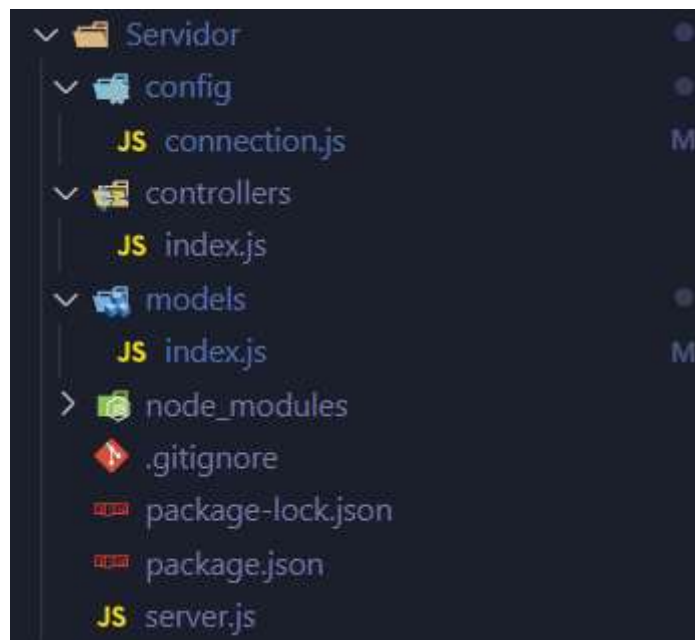 Servidor
config
JS connection.js M
controllers
JS index.js
models
JS index.js M
node_modules
.gitignore
package-lock.json
package.json
JS server.js